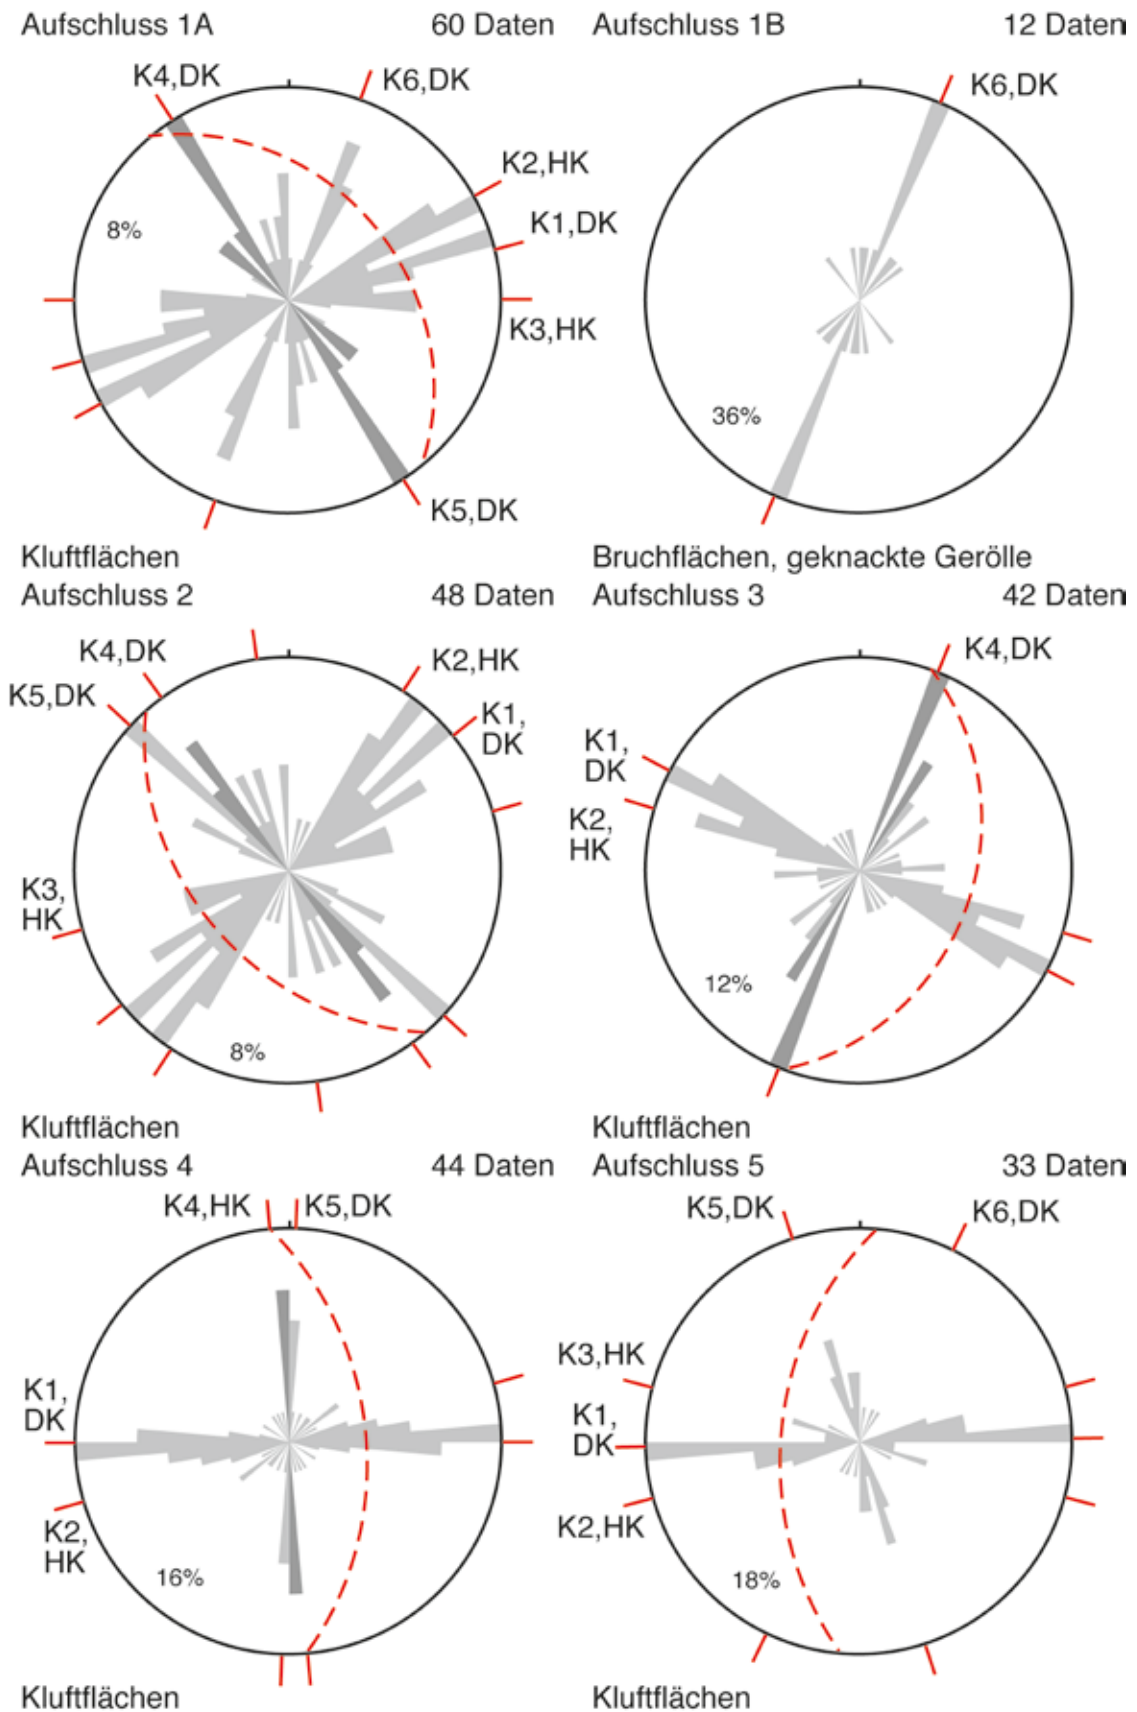 Aufschluss 1A 60 Daten
K4,DK
K6,DK
K2,HK
8%
K1,DK
K3,HK
K5,DK
Kluftflächen
Aufschluss 1B 12 Daten
K6,DK
36%
Bruchflächen, geknackte Gerölle
Aufschluss 2 48 Daten
K4,DK
K2,HK
K5,DK
K1,
DK
K3,
HK
8%
Kluftflächen
Aufschluss 3 42 Daten
K4,DK
K1,
DK
K2,
HK
12%
Kluftflächen
Aufschluss 4 44 Daten
K4,HK
K5,DK
K1,
DK
K2,
HK
16%
Kluftflächen
Aufschluss 5 33 Daten
K5,DK
K6,DK
K3,HK
K1,
DK
K2,HK
18%
Kluftflächen